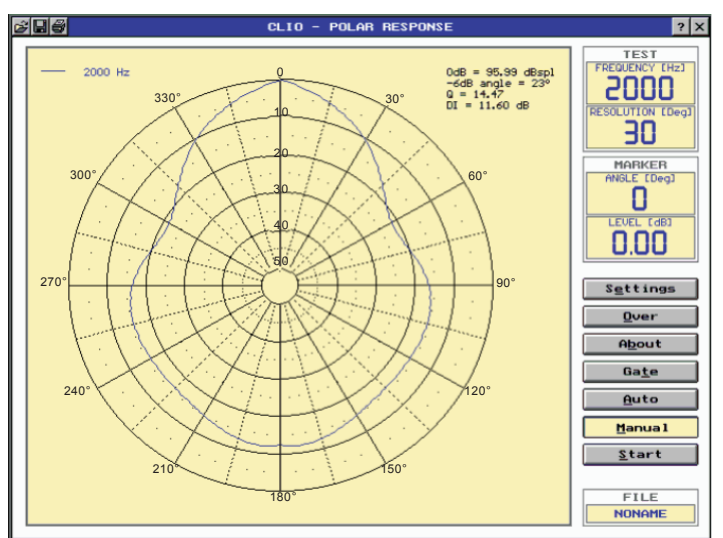 CLIO - POLAR RESPONSE
? X
2000 Hz
0dB = 95.99 dBspl
-6dB angle = 23°
Q = 14.47
DI = 11.60 dB
0
10
20
30
40
50
30°
60°
90°
120°
150°
180°
210°
240°
270°
300°
330°
TEST
FREQUENCY [Hz]
2000
RESOLUTION [Deg]
30
MARKER
ANGLE [Deg]
0
LEVEL [dB]
0.00
Settings
Over
About
Gate
Auto
Manual
Start
FILE
NONAME